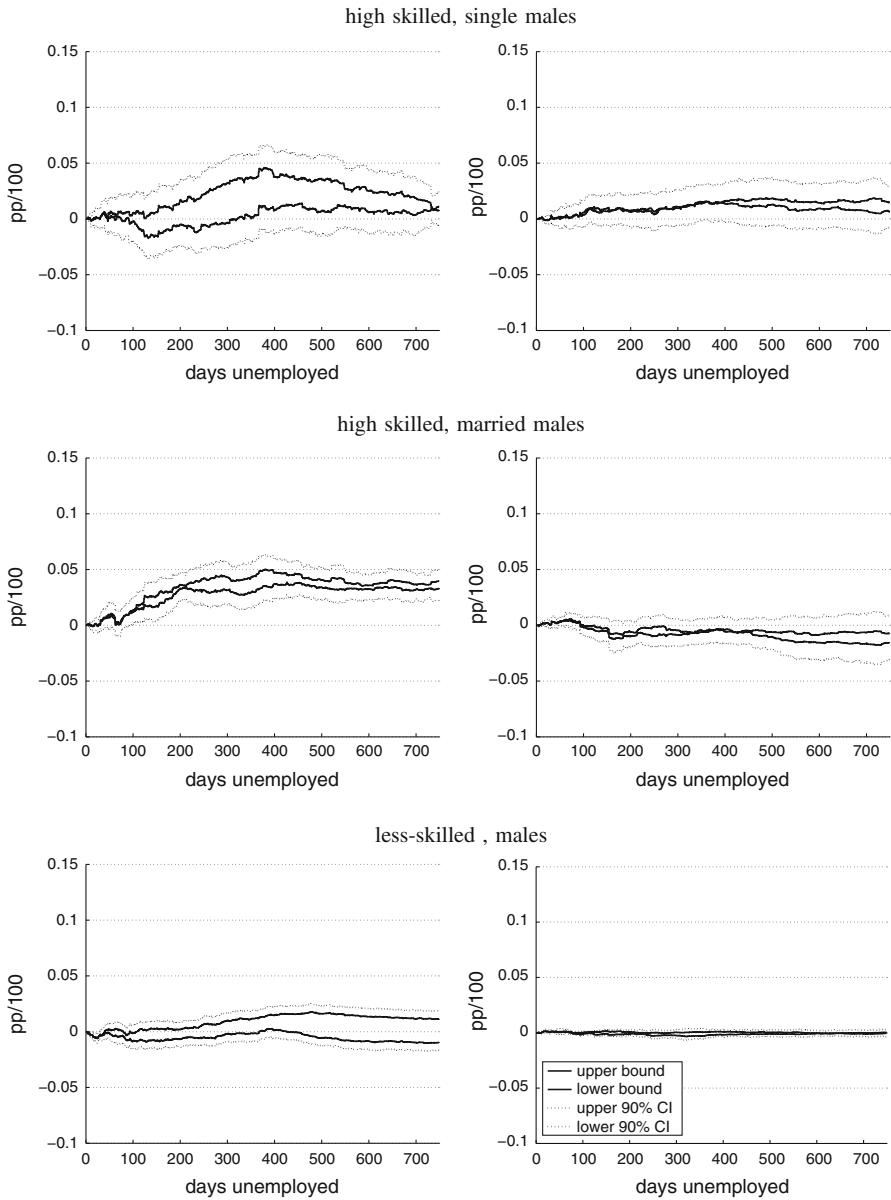 high skilled, single males
0.15
0.1
0.05
0
−0.05
−0.1
pp/100
0 100 200 300 400 500 600 700
days unemployed
0.15
0.1
0.05
0
−0.05
−0.1
pp/100
0 100 200 300 400 500 600 700
days unemployed
high skilled, married males
0.15
0.1
0.05
0
−0.05
−0.1
pp/100
0 100 200 300 400 500 600 700
days unemployed
0.15
0.1
0.05
0
−0.05
−0.1
pp/100
0 100 200 300 400 500 600 700
days unemployed
less-skilled , males
0.15
0.1
0.05
0
−0.05
−0.1
pp/100
0 100 200 300 400 500 600 700
days unemployed
0.15
0.1
0.05
0
−0.05
−0.1
pp/100
upper bound
lower bound
upper 90% CI
lower 90% CI
0 100 200 300 400 500 600 700
days unemployed